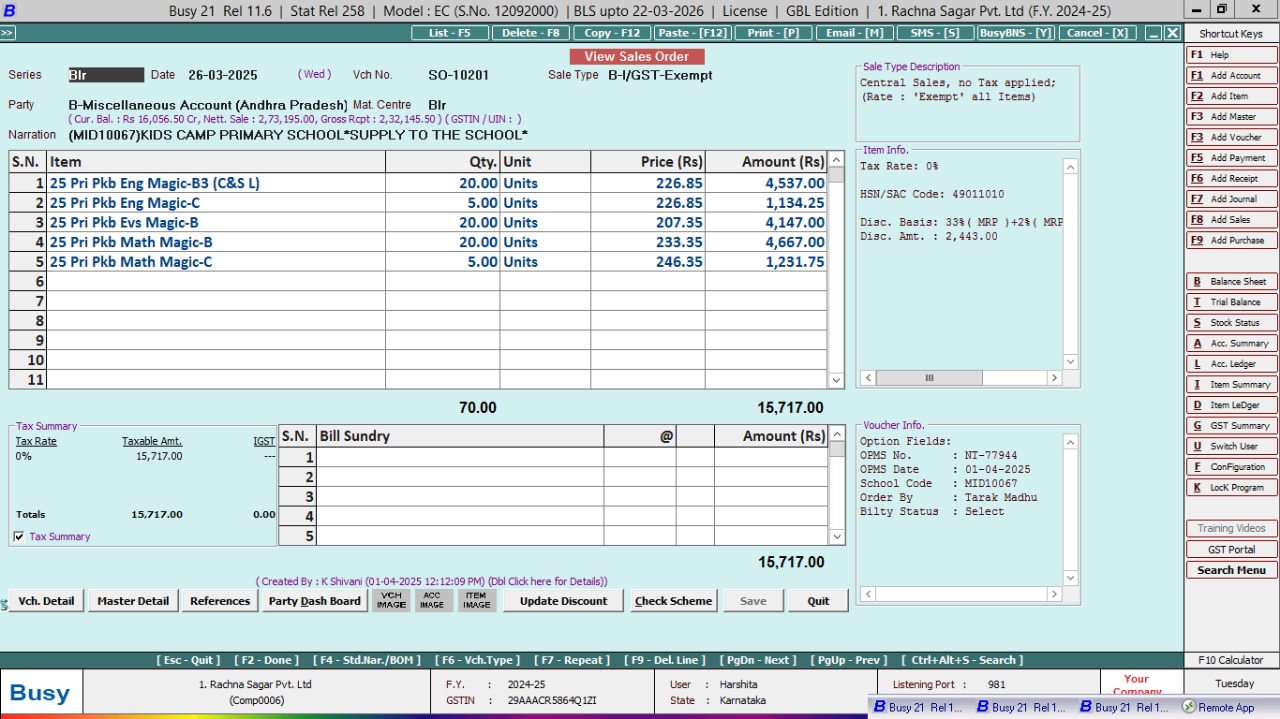 Busy 21 Rel 11.6 | Stat Rel 258 | Model : EC (S.No. 12092000) | BLS upto 22-03-2026 | License | GBL Edition | 1. Rachna Sagar Pvt. Ltd (F.Y. 2024-25)
>> List - F5 Delete - F8 Copy - F12 Paste - [F12] Print - [P] Email - [M] SMS - [S] BusyBNS - [Y] Cancel - [X]
View Sales Order
Series Blr Date 26-03-2025 (Wed) Vch No. SO-10201 Sale Type B-I/GST-Exempt
Party B-Miscellaneous Account (Andhra Pradesh) Mat. Centre Blr
( Cur. Bal. : Rs 16,056.50 Cr, Nett. Sale : 2,73,195.00, Gross Rcpt : 2,32,145.50 ) ( GSTIN / UIN : )
Narration (MID10067)KIDS CAMP PRIMARY SCHOOL*SUPPLY TO THE SCHOOL*
S.N. Item Qty. Unit Price (Rs) Amount (Rs)
1 25 Pri Pkb Eng Magic-B3 (C&S L) 20.00 Units 226.85 4,537.00
2 25 Pri Pkb Eng Magic-C 5.00 Units 226.85 1,134.25
3 25 Pri Pkb Evs Magic-B 20.00 Units 207.35 4,147.00
4 25 Pri Pkb Math Magic-B 20.00 Units 233.35 4,667.00
5 25 Pri Pkb Math Magic-C 5.00 Units 246.35 1,231.75
6
7
8
9
10
11
70.00 15,717.00
Sale Type Description
Central Sales, no Tax applied;
(Rate : 'Exempt' all Items)
Item Info.
Tax Rate: 0%
HSN/SAC Code: 49011010
Disc. Basis: 33%( MRP )+2%( MRP
Disc. Amt. : 2,443.00
Tax Summary
Tax Rate Taxable Amt. IGST
0% 15,717.00 ---
Totals 15,717.00 0.00
Tax Summary
S.N. Bill Sundry @ Amount (Rs)
1
2
3
4
5
15,717.00
Voucher Info.
Option Fields:
OPMS No. : NT-77944
OPMS Date : 01-04-2025
School Code : MID10067
Order By : Tarak Madhu
Bilty Status : Select
( Created By : K Shivani (01-04-2025 12:12:09 PM) (Dbl Click here for Details))
Vch. Detail Master Detail References Party Dash Board VCH IMAGE ACC IMAGE ITEM IMAGE Update Discount Check Scheme Save Quit
[ Esc - Quit ] [ F2 - Done ] [ F4 - Std.Nar./BOM ] [ F6 - Vch.Type ] [ F7 - Repeat ] [ F9 - Del. Line ] [ PgDn - Next ] [ PgUp - Prev ] [ Ctrl+Alt+S - Search ]
Busy
1. Rachna Sagar Pvt. Ltd
(Comp0006)
F.Y. : 2024-25
GSTIN : 29AAACR5864Q1ZI
User : Harshita
State : Karnataka
Listening Port : 981
Your
Company
Busy 21 Rel 1... Busy 21 Rel 1... Busy 21 Rel 1... Remote App
Shortcut Keys
F1 Help
F1 Add Account
F2 Add Item
F3 Add Master
F3 Add Voucher
F5 Add Payment
F6 Add Receipt
F7 Add Journal
F8 Add Sales
F9 Add Purchase
B Balance Sheet
T Trial Balance
S Stock Status
A Acc. Summary
L Acc. Ledger
I Item Summary
D Item LeDger
G GST Summary
U Switch User
F ConFiguration
K LocK Program
Training Videos
GST Portal
Search Menu
F10 Calculator
Tuesday